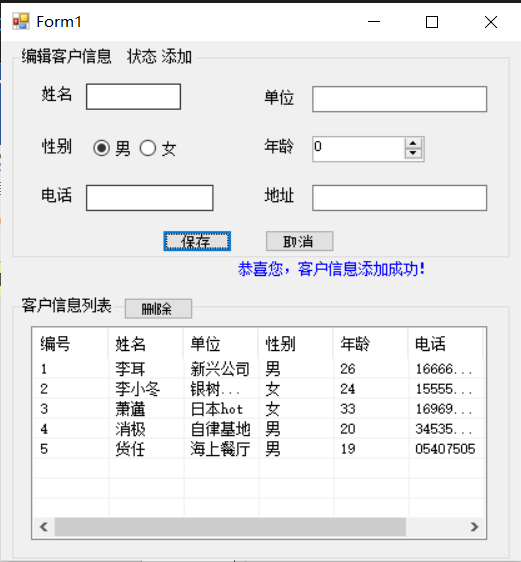 Form1
编辑客户信息 状态 添加
姓名 单位
性别 男 女 年龄 0
电话 地址
保存 取消
恭喜您，客户信息添加成功！
客户信息列表 删除
编号 姓名 单位 性别 年龄 电话
1 李耳 新兴公司 男 26 16666...
2 李小冬 银树... 女 24 15555...
3 萧邋 日本hot 女 33 16969...
4 消极 自律基地 男 20 34535...
5 货任 海上餐厅 男 19 05407505